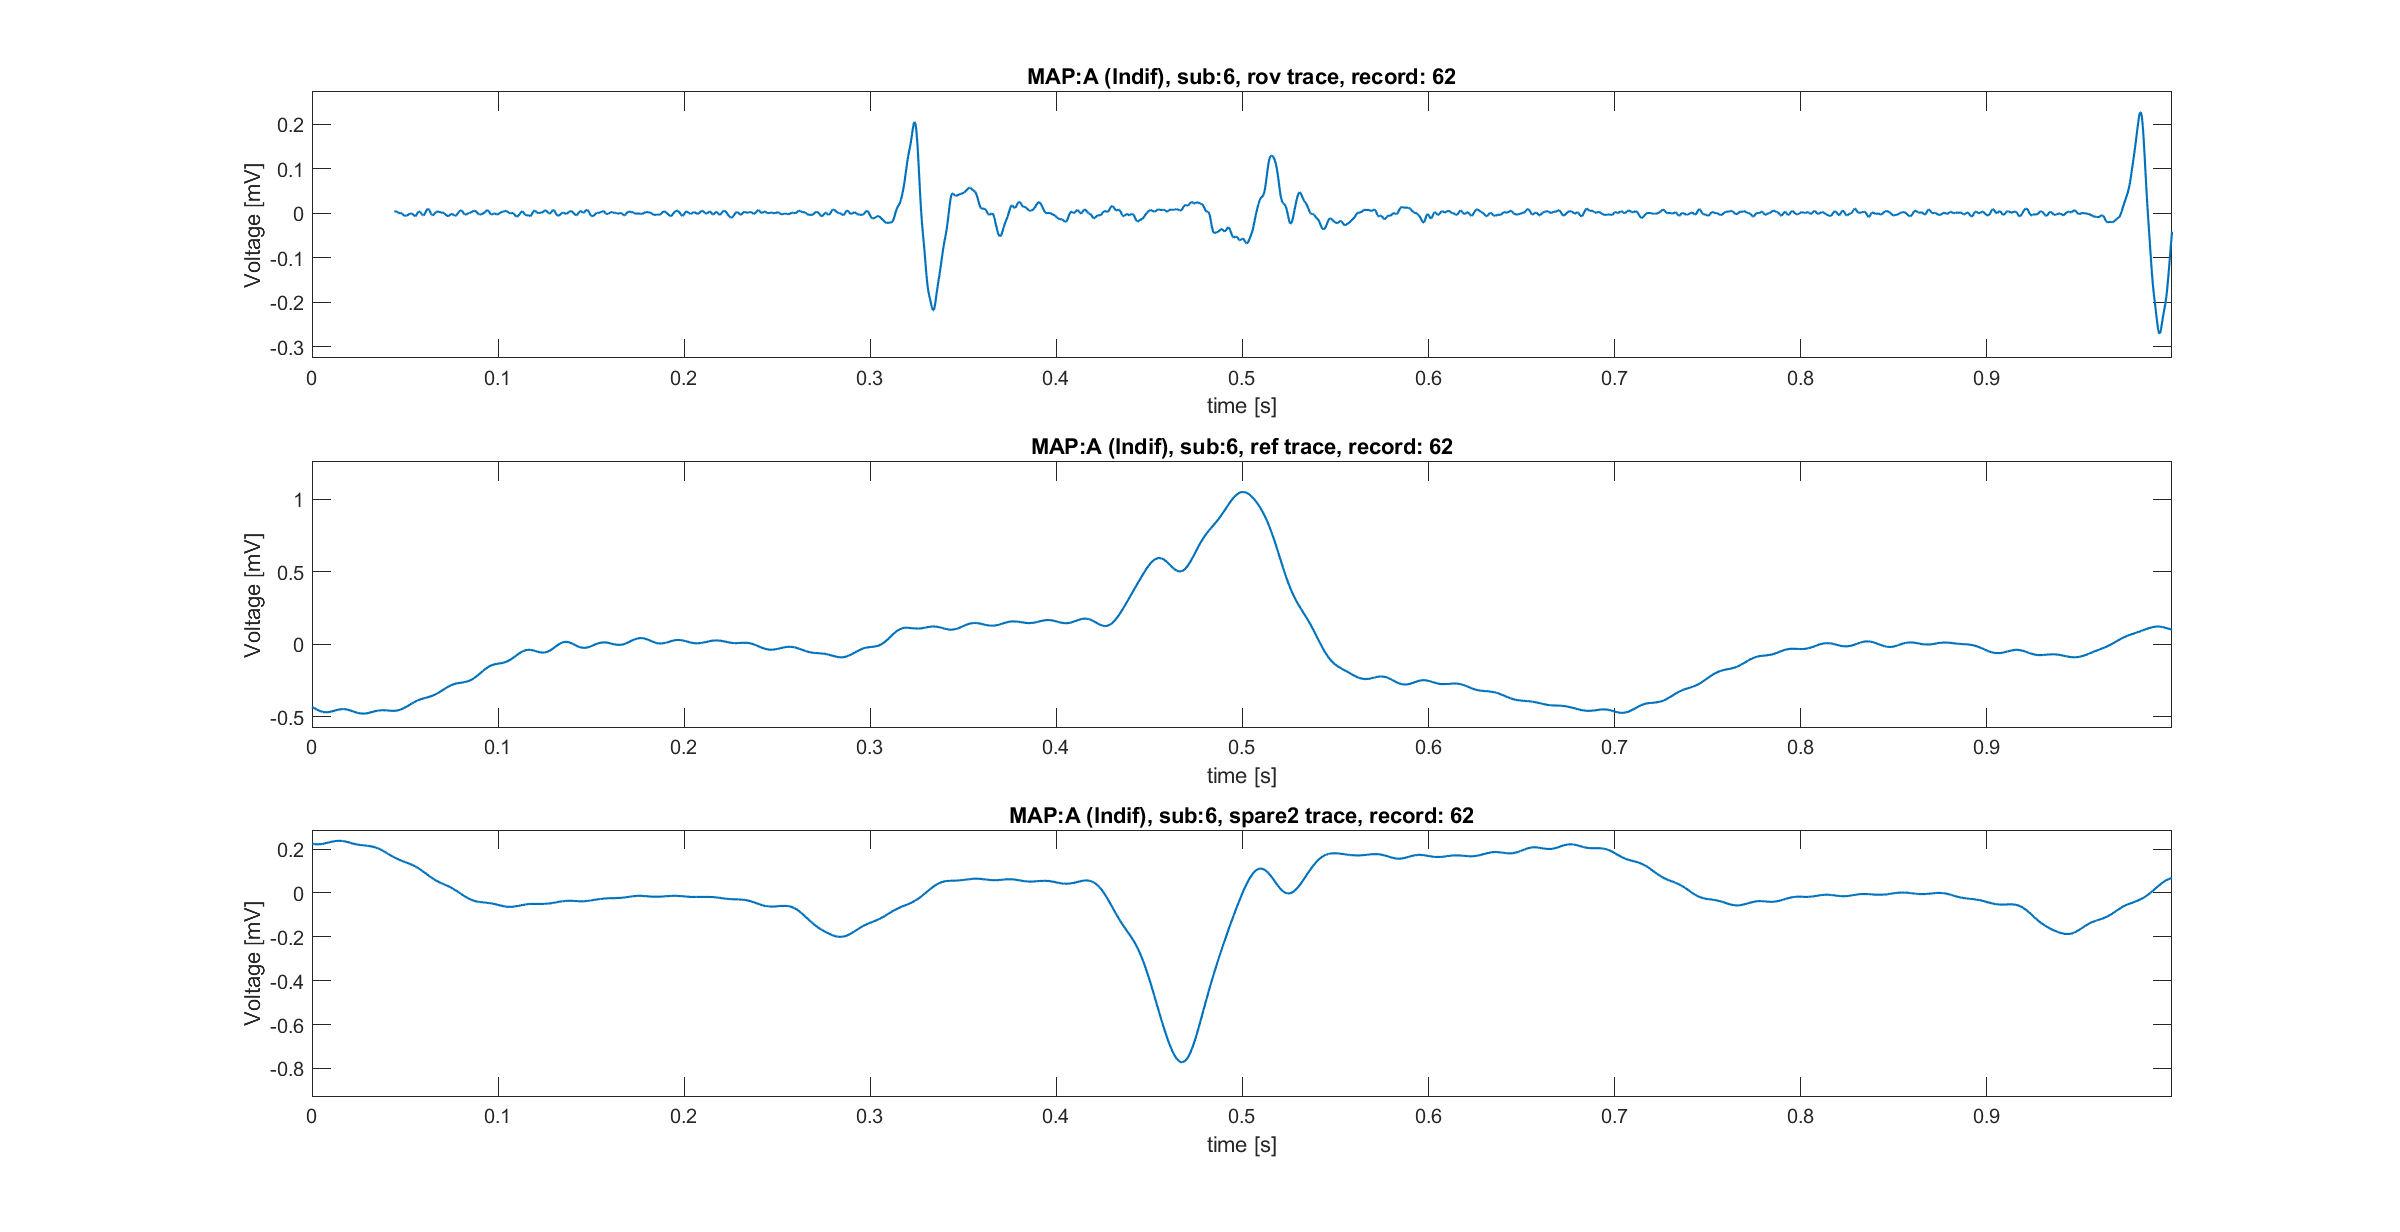 MAP:A (Indif), sub:6, rov trace, record: 62
Voltage [mV]
0.2
0.1
0
-0.1
-0.2
-0.3
0 0.1 0.2 0.3 0.4 0.5 0.6 0.7 0.8 0.9
time [s]
MAP:A (Indif), sub:6, ref trace, record: 62
Voltage [mV]
1
0.5
0
-0.5
0 0.1 0.2 0.3 0.4 0.5 0.6 0.7 0.8 0.9
time [s]
MAP:A (Indif), sub:6, spare2 trace, record: 62
Voltage [mV]
0.2
0
-0.2
-0.4
-0.6
-0.8
0 0.1 0.2 0.3 0.4 0.5 0.6 0.7 0.8 0.9
time [s]